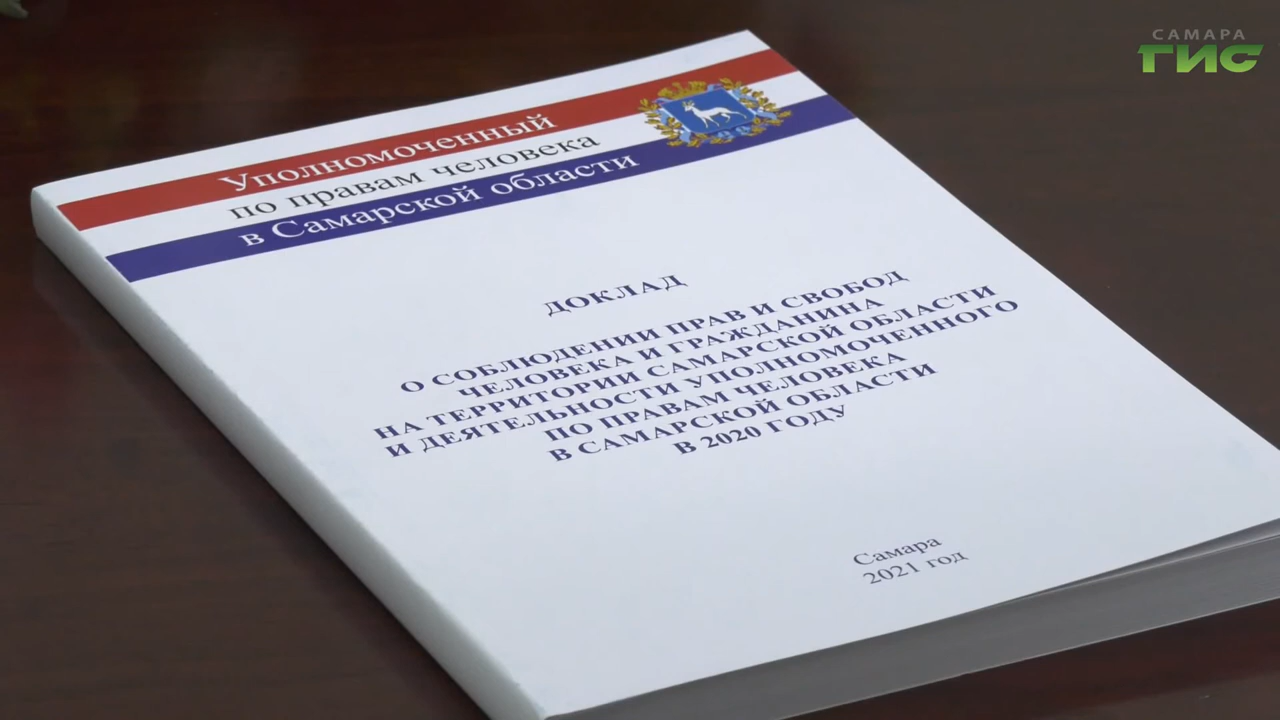 САМАРА
ГИС
Уполномоченный
по правам человека
в Самарской области
ДОКЛАД
О СОБЛЮДЕНИИ ПРАВ И СВОБОД
ЧЕЛОВЕКА И ГРАЖДАНИНА
НА ТЕРРИТОРИИ САМАРСКОЙ ОБЛАСТИ
И ДЕЯТЕЛЬНОСТИ УПОЛНОМОЧЕННОГО
ПО ПРАВАМ ЧЕЛОВЕКА
В САМАРСКОЙ ОБЛАСТИ
В 2020 ГОДУ
Самара
2021 год